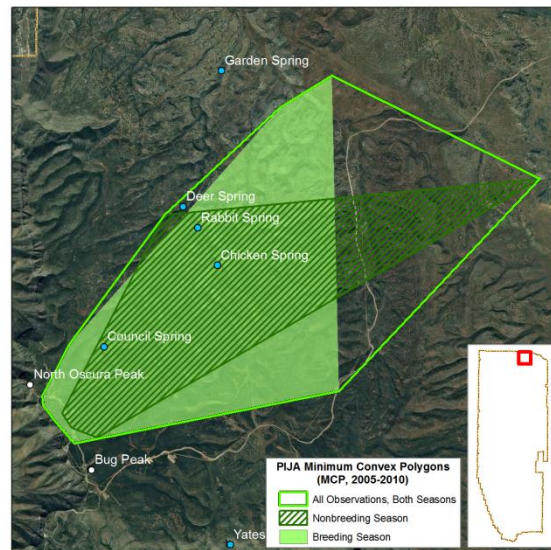 Garden Spring
Deer Spring
Rabbit Spring
Chicken Spring
Council Spring
North Oscura Peak
Bug Peak
Yates
PIJA Minimum Convex Polygons
(MCP, 2005-2010)
All Observations, Both Seasons
Nonbreeding Season
Breeding Season